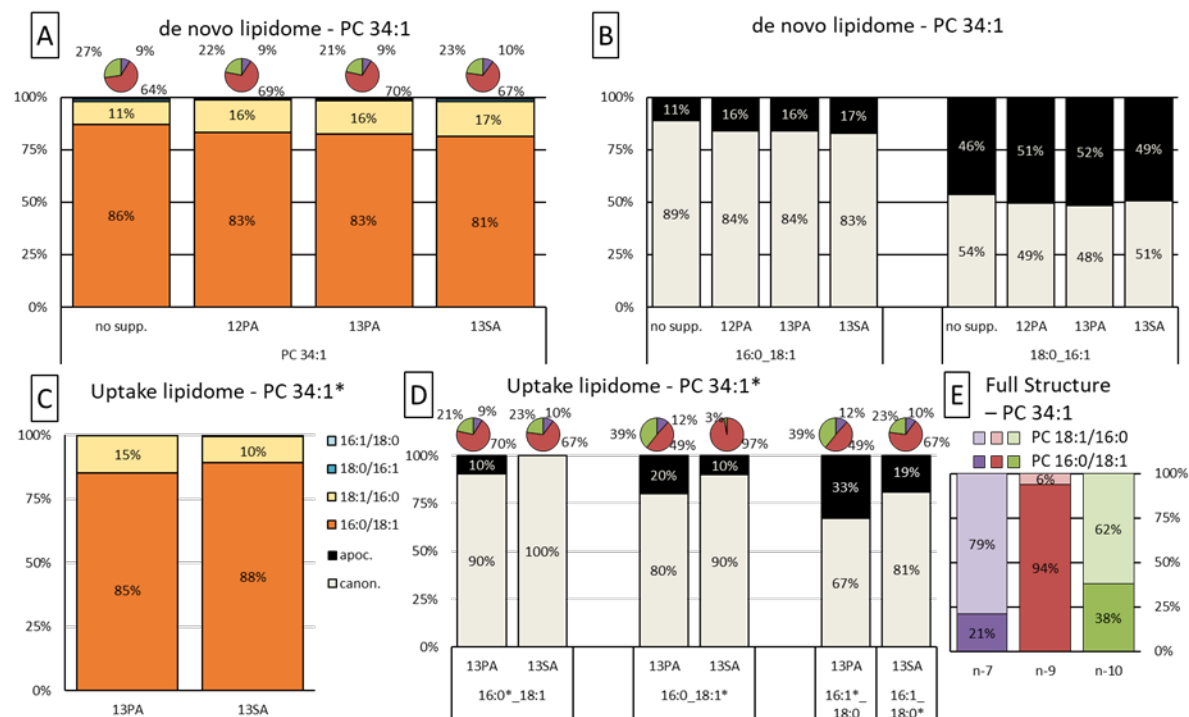 A
de novo lipidome - PC 34:1
27% 9% 22% 9% 21% 9% 23% 10%
64% 69% 70% 67%
100%
75%
50%
25%
0%
11% 16% 16% 17%
86% 83% 83% 81%
no supp. 12PA 13PA 13SA
PC 34:1
B
de novo lipidome - PC 34:1
100%
75%
50%
25%
0%
11% 16% 16% 17% 46% 51% 52% 49%
89% 84% 84% 83% 54% 49% 48% 51%
no supp. 12PA 13PA 13SA no supp. 12PA 13PA 13SA
16:0_18:1 18:0_16:1
C
Uptake lipidome - PC 34:1*
100%
75%
50%
25%
0%
15% 10%
85% 88%
13PA 13SA
16:1/18:0
18:0/16:1
18:1/16:0
16:0/18:1
apoc.
canon.
D
Uptake lipidome - PC 34:1*
21% 9% 23% 10% 39% 12% 3% 39% 12% 23% 10%
70% 67% 49% 97% 49% 67%
100%
75%
50%
25%
0%
10% 20% 10% 33% 19%
90% 100% 80% 90% 67% 81%
13PA 13SA 13PA 13SA 13PA 13SA
16:0*_18:1 16:0_18:1* 16:1*_ 16:1_
18:0 18:0*
E
Full Structure
– PC 34:1
PC 18:1/16:0
PC 16:0/18:1
100%
75%
50%
25%
0%
6%
79% 94% 62%
21% 38%
n-7 n-9 n-10